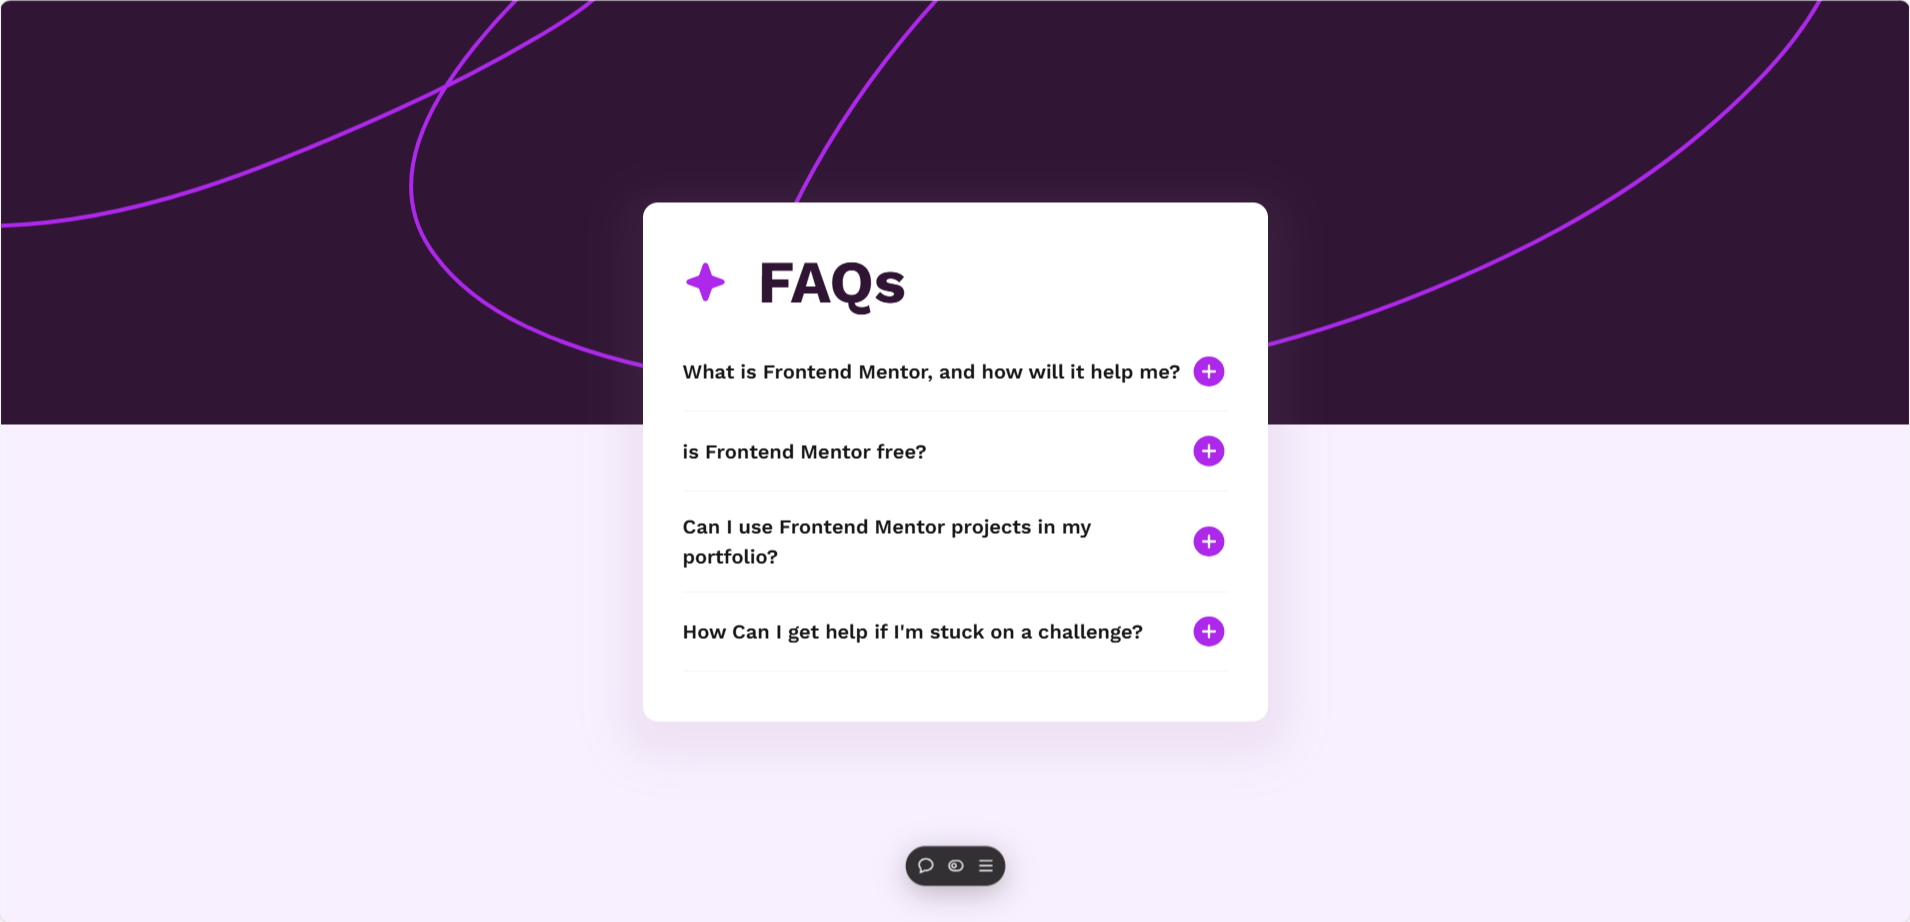 FAQs
What is Frontend Mentor, and how will it help me?
is Frontend Mentor free?
Can I use Frontend Mentor projects in my
portfolio?
How Can I get help if I'm stuck on a challenge?